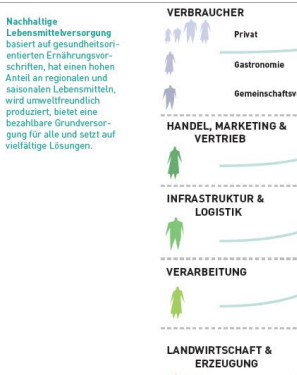 Nachhaltige
Lebensmittelversorgung
basiert auf gesundheitsori-
entierten Ernährungsvor-
schriften, hat einen hohen
Anteil an regionalen und
saisonalen Lebensmitteln,
wird umweltfreundlich
produziert, bietet eine
bezahlbare Grundversor-
gung für alle und setzt auf
vielfältige Lösungen.
VERBRAUCHER
Privat
Gastronomie
Gemeinschaftsv
HANDEL, MARKETING &
VERTRIEB
INFRASTRUKTUR &
LOGISTIK
VERARBEITUNG
LANDWIRTSCHAFT &
ERZEUGUNG